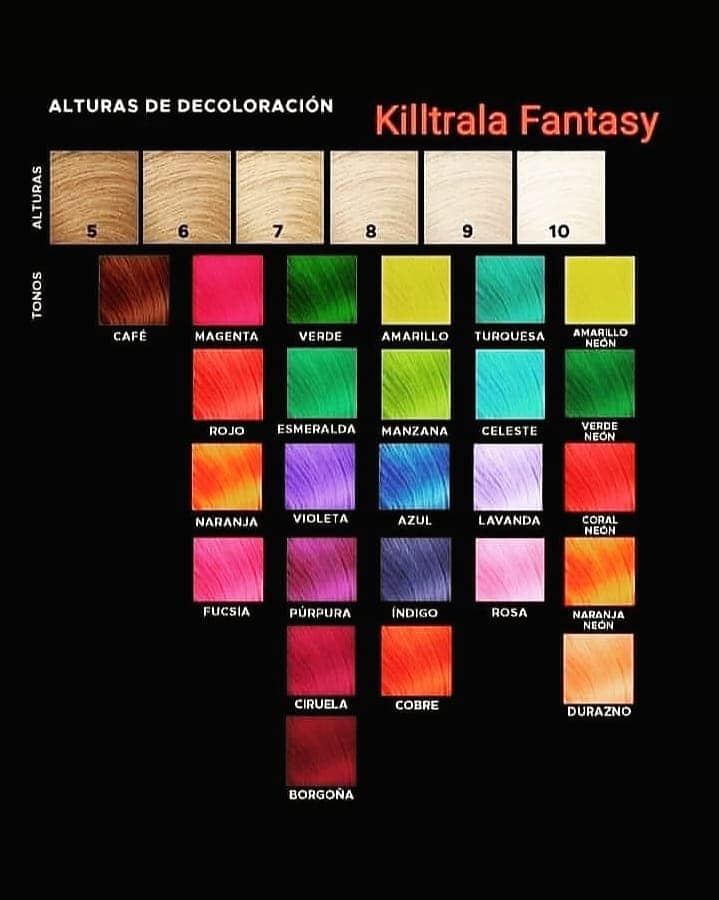 ALTURAS DE DECOLORACIÓN
Killtrala Fantasy
ALTURAS
5 6 7 8 9 10
TONOS
CAFÉ MAGENTA VERDE AMARILLO TURQUESA AMARILLO NEÓN
ROJO ESMERALDA MANZANA CELESTE VERDE NEÓN
NARANJA VIOLETA AZUL LAVANDA CORAL NEÓN
FUCSIA PÚRPURA ÍNDIGO ROSA NARANJA NEÓN
CIRUELA COBRE DURAZNO
BORGOÑA